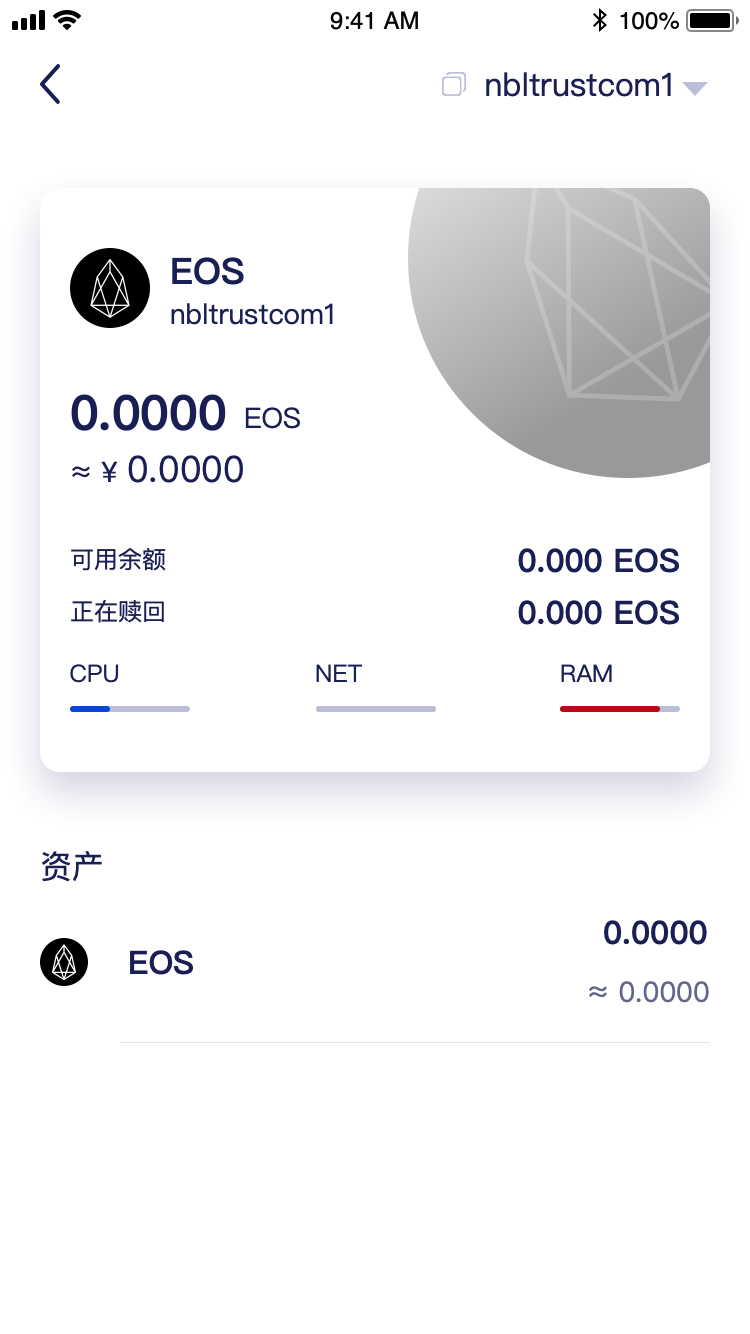 9:41 AM 100%
nbltrustcom1
EOS
nbltrustcom1
0.0000 EOS
≈ ¥ 0.0000
可用余额 0.000 EOS
正在赎回 0.000 EOS
CPU NET RAM
资产
EOS 0.0000
≈ 0.0000